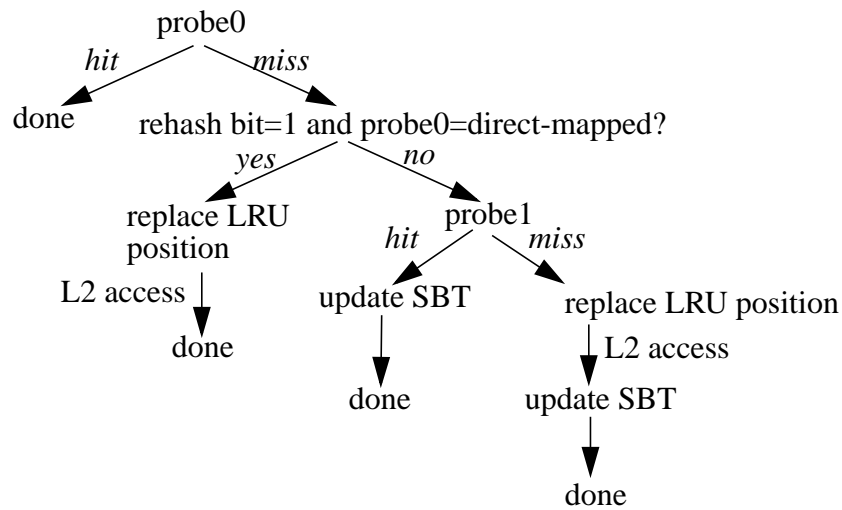 probe0
hit
miss
done
rehash bit=1 and probe0=direct-mapped?
yes
no
replace LRU
position
probe1
hit
miss
L2 access
update SBT
replace LRU position
done
L2 access
done
update SBT
done